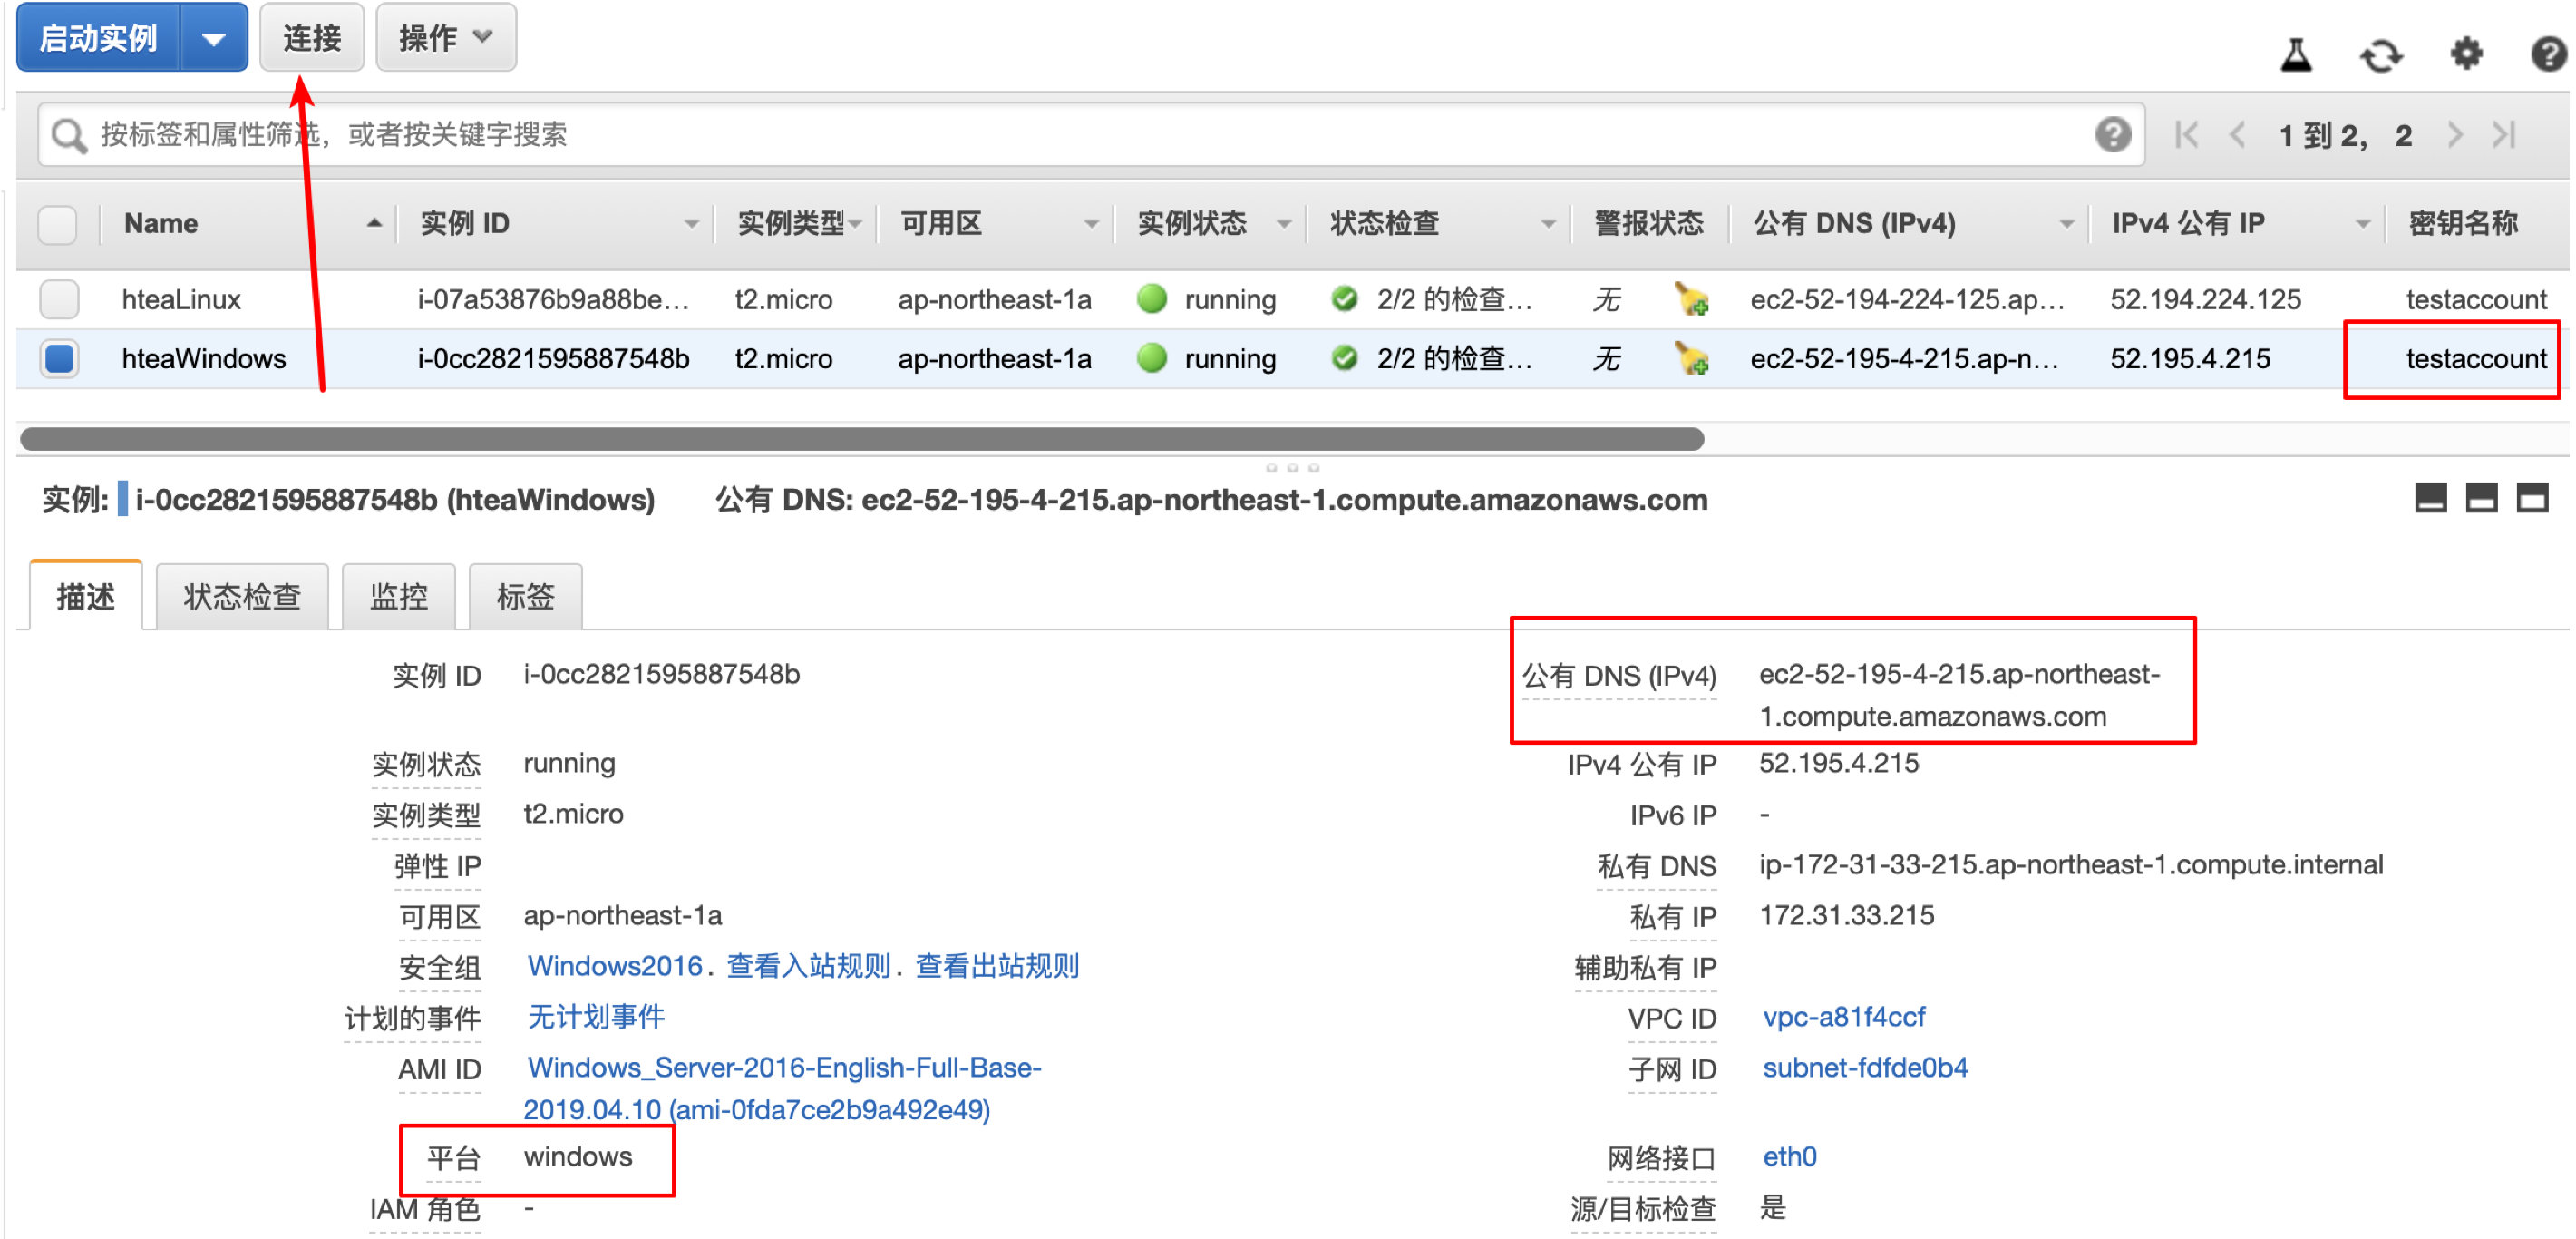 启动实例 连接 操作
按标签和属性筛选，或者按关键字搜索 1 到 2， 2
Name 实例 ID 实例类型 可用区 实例状态 状态检查 警报状态 公有 DNS (IPv4) IPv4 公有 IP 密钥名称
hteaLinux i-07a53876b9a88be... t2.micro ap-northeast-1a running 2/2 的检查... 无 ec2-52-194-224-125.ap... 52.194.224.125 testaccount
hteaWindows i-0cc2821595887548b t2.micro ap-northeast-1a running 2/2 的检查... 无 ec2-52-195-4-215.ap-n... 52.195.4.215 testaccount
实例: i-0cc2821595887548b (hteaWindows) 公有 DNS: ec2-52-195-4-215.ap-northeast-1.compute.amazonaws.com
描述 状态检查 监控 标签
实例 ID i-0cc2821595887548b
实例状态 running
实例类型 t2.micro
弹性 IP
可用区 ap-northeast-1a
安全组 Windows2016. 查看入站规则. 查看出站规则
计划的事件 无计划事件
AMI ID Windows_Server-2016-English-Full-Base-
2019.04.10 (ami-0fda7ce2b9a492e49)
平台 windows
IAM 角色 -
公有 DNS (IPv4) ec2-52-195-4-215.ap-northeast-
1.compute.amazonaws.com
IPv4 公有 IP 52.195.4.215
IPv6 IP -
私有 DNS ip-172-31-33-215.ap-northeast-1.compute.internal
私有 IP 172.31.33.215
辅助私有 IP
VPC ID vpc-a81f4ccf
子网 ID subnet-fdfde0b4
网络接口 eth0
源/目标检查 是